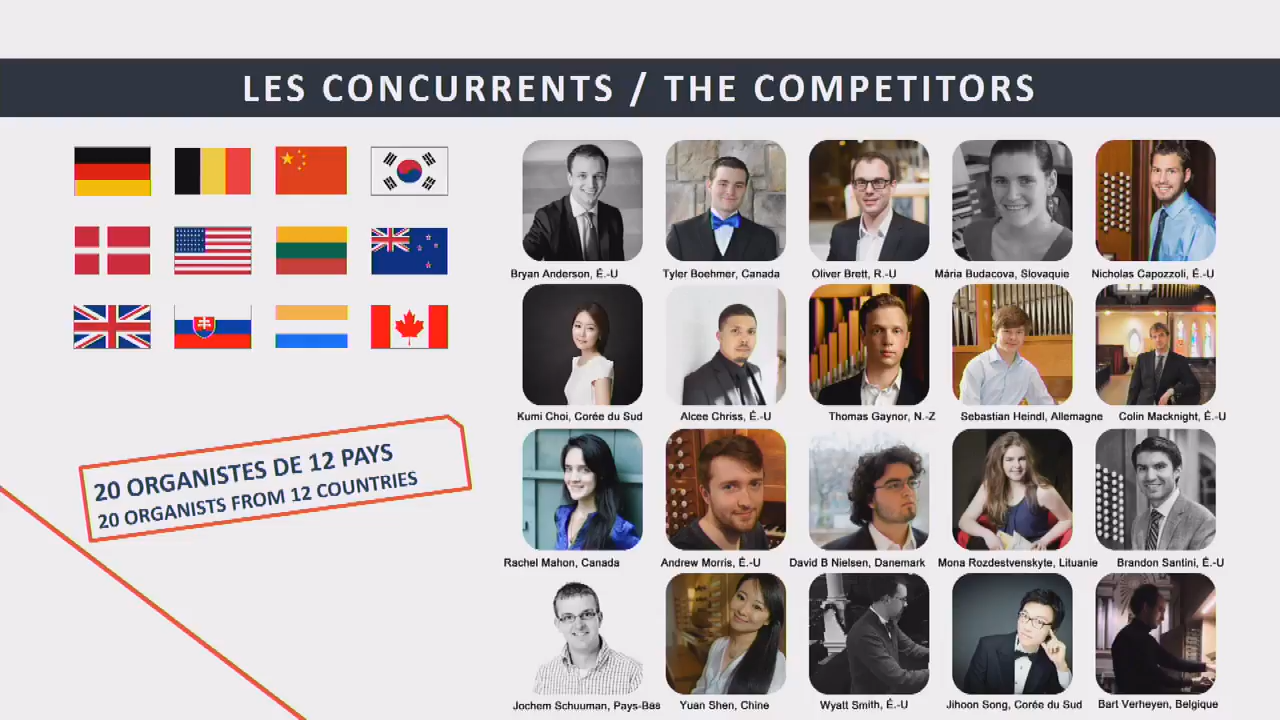 LES CONCURRENTS / THE COMPETITORS
Bryan Anderson, É.-U
Tyler Boehmer, Canada
Oliver Brett, R.-U
Mária Budacova, Slovaquie
Nicholas Capozzoli, É.-U
Kumi Choi, Corée du Sud
Alcee Chriss, É.-U
Thomas Gaynor, N.-Z
Sebastian Heindl, Allemagne
Colin Macknight, É.-U
20 ORGANISTES DE 12 PAYS
20 ORGANISTS FROM 12 COUNTRIES
Rachel Mahon, Canada
Andrew Morris, É.-U
David B Nielsen, Danemark
Mona Rozdestvenskyte, Lituanie
Brandon Santini, É.-U
Jochem Schuuman, Pays-Bas
Yuan Shen, Chine
Wyatt Smith, É.-U
Jihoon Song, Corée du Sud
Bart Verheyen, Belgique